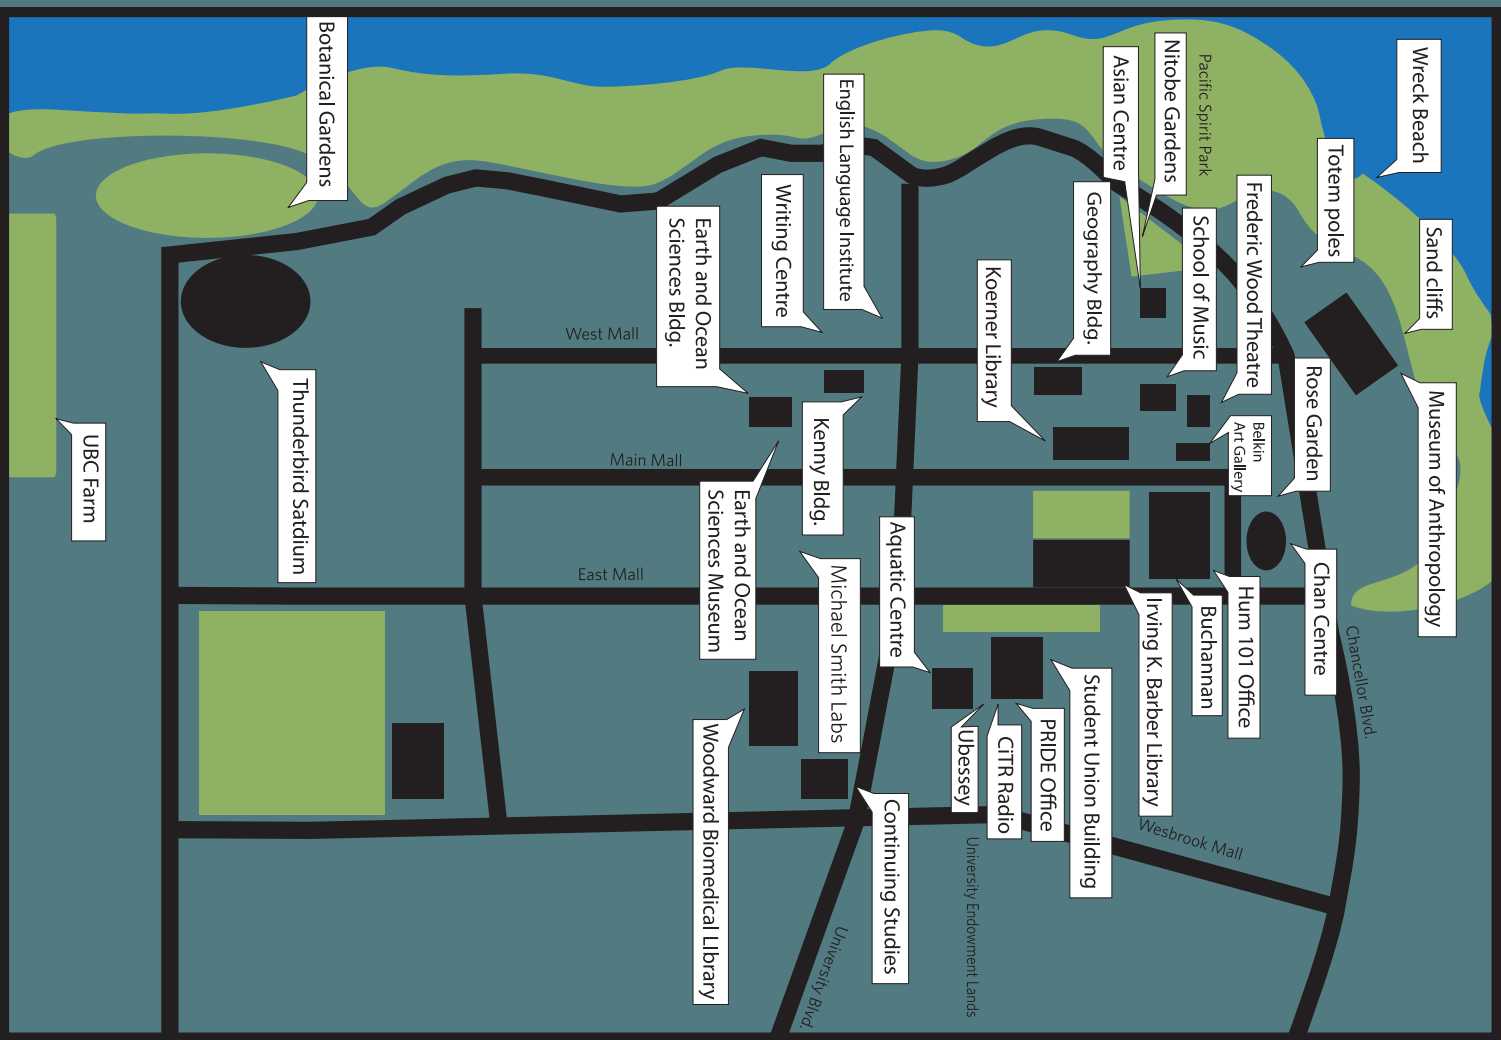 Botanical Gardens
English Language Institute
Asian Centre
Nitobe Gardens
Pacific Spirit Park
Wreck Beach
Totem poles
Sand cliffs
Earth and Ocean
Sciences Bldg.
Writing Centre
Koerner Library
Geography Bldg.
School of Music
Frederic Wood Theatre
Rose Garden
Museum of Anthropology
West Mall
Thunderbird Satdium
UBC Farm
Kenny Bldg.
Belkin
Art Gallery
Main Mall
Earth and Ocean
Sciences Museum
Michael Smith Labs
Aquatic Centre
East Mall
Irving K. Barber Library
Buchannan
Hum 101 Office
Chan Centre
Chancellor Blvd.
Woodward Biomedical LIbrary
Continuing Studies
Ubessey
CiTR Radio
PRIDE Office
Student Union Building
Wesbrook Mall
University Endowment Lands
University Blvd.